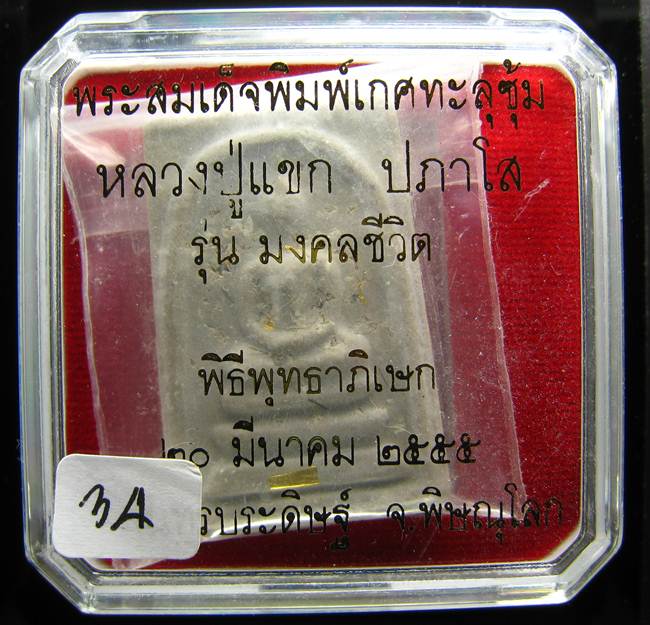 พระสมเด็จพิมพ์เกศทะลุซุ้ม
หลวงปู่แขก ปภาโส
รุ่น มงคลชีวิต
พิธีพุทธาภิเษก
๒๐ มีนาคม ๒๕๕๕
จ.พิษณุโลก
3A